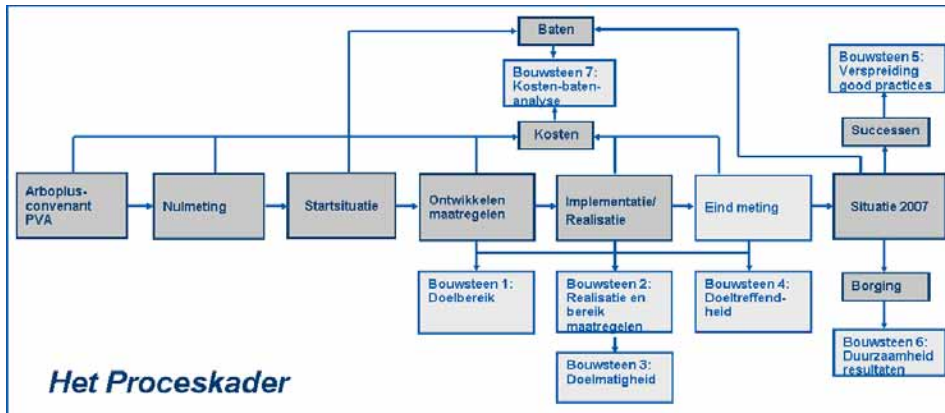 Baten
Bouwsteen 7:
Kosten-baten-
analyse
Bouwsteen 5:
Verspreiding
good practices
Kosten
Successen
Arboplus-
convenant
PVA
Nulmeting
Startsituatie
Ontwikkelen
maatregelen
Implementatie/
Realisatie
Eind meting
Situatie 2007
Bouwsteen 1:
Doelbereik
Bouwsteen 2:
Realisatie en
bereik
maatregelen
Bouwsteen 4:
Doeltreffend-
heid
Borging
Bouwsteen 3:
Doelmatigheid
Bouwsteen 6:
Duurzaamheid
resultaten
Het Proceskader